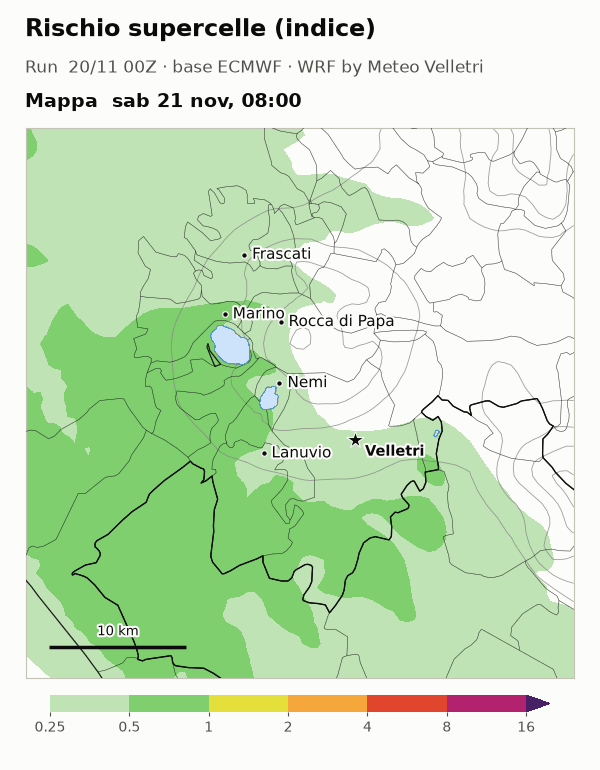 Rischio supercelle (indice)
Run 20/11 00Z · base ECMWF · WRF by Meteo Velletri
Mappa sab 21 nov, 08:00
Frascati
Marino
Rocca di Papa
Nemi
Velletri
Lanuvio
10 km
0.25 0.5 1 2 4 8 16